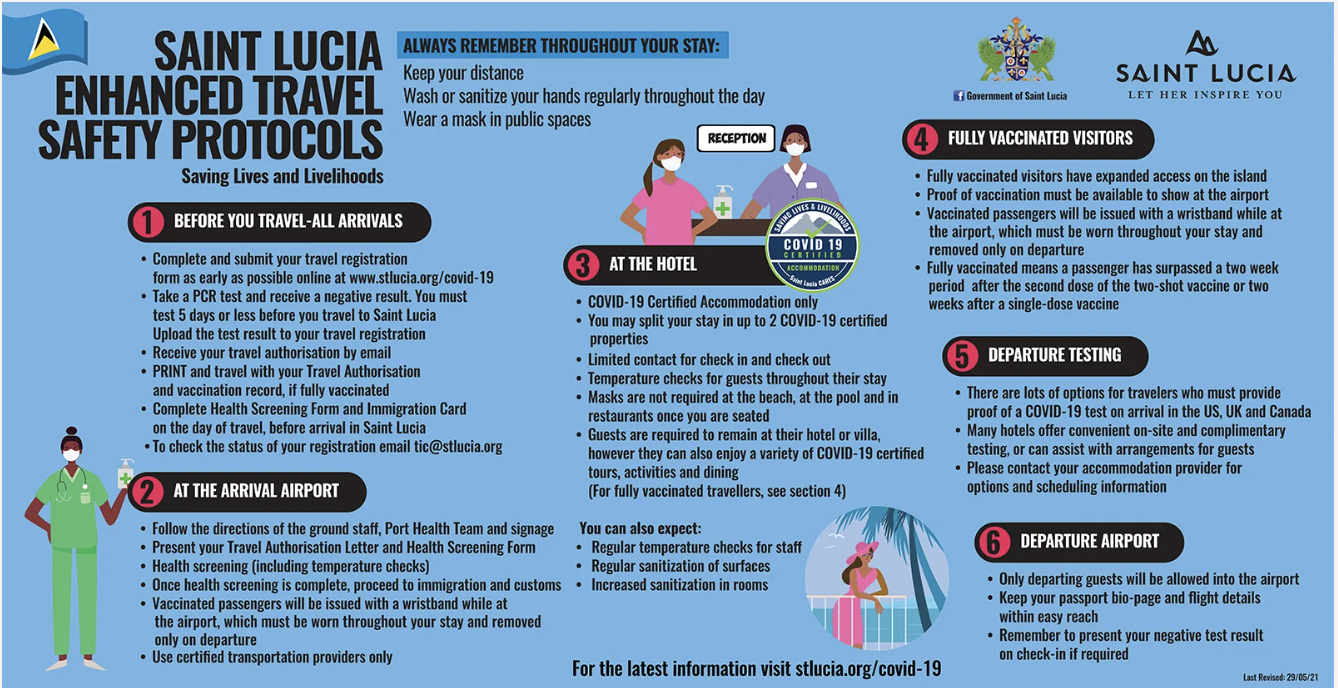 SAINT LUCIA
ENHANCED TRAVEL
SAFETY PROTOCOLS
Saving Lives and Livelihoods
ALWAYS REMEMBER THROUGHOUT YOUR STAY:
Keep your distance
Wash or sanitize your hands regularly throughout the day
Wear a mask in public spaces
Government of Saint Lucia
SAINT LUCIA
LET HER INSPIRE YOU
1 BEFORE YOU TRAVEL-ALL ARRIVALS
• Complete and submit your travel registration
form as early as possible online at www.stlucia.org/covid-19
• Take a PCR test and receive a negative result. You must
test 5 days or less before you travel to Saint Lucia
Upload the test result to your travel registration
• Receive your travel authorisation by email
• PRINT and travel with your Travel Authorisation
and vaccination record, if fully vaccinated
• Complete Health Screening Form and Immigration Card
on the day of travel, before arrival in Saint Lucia
• To check the status of your registration email tic@stlucia.org
2 AT THE ARRIVAL AIRPORT
• Follow the directions of the ground staff, Port Health Team and signage
• Present your Travel Authorisation Letter and Health Screening Form
• Health screening (including temperature checks)
• Once health screening is complete, proceed to immigration and customs
• Vaccinated passengers will be issued with a wristband while at
the airport, which must be worn throughout your stay and removed
only on departure
• Use certified transportation providers only
RECEPTION
SAVING LIVES & LIVELIHOODS
COVID 19
CERTIFIED
ACCOMMODATION
Saint Lucia CARES
3 AT THE HOTEL
• COVID-19 Certified Accommodation only
• You may split your stay in up to 2 COVID-19 certified
properties
• Limited contact for check in and check out
• Temperature checks for guests throughout their stay
• Masks are not required at the beach, at the pool and in
restaurants once you are seated
• Guests are required to remain at their hotel or villa,
however they can also enjoy a variety of COVID-19 certified
tours, activities and dining
(For fully vaccinated travellers, see section 4)
You can also expect:
• Regular temperature checks for staff
• Regular sanitization of surfaces
• Increased sanitization in rooms
4 FULLY VACCINATED VISITORS
• Fully vaccinated visitors have expanded access on the island
• Proof of vaccination must be available to show at the airport
• Vaccinated passengers will be issued with a wristband while at
the airport, which must be worn throughout your stay and
removed only on departure
• Fully vaccinated means a passenger has surpassed a two week
period after the second dose of the two-shot vaccine or two
weeks after a single-dose vaccine
5 DEPARTURE TESTING
• There are lots of options for travelers who must provide
proof of a COVID-19 test on arrival in the US, UK and Canada
• Many hotels offer convenient on-site and complimentary
testing, or can assist with arrangements for guests
• Please contact your accommodation provider for
options and scheduling information
6 DEPARTURE AIRPORT
• Only departing guests will be allowed into the airport
• Keep your passport bio-page and flight details
within easy reach
• Remember to present your negative test result
on check-in if required
For the latest information visit stlucia.org/covid-19
Last Revised: 29/05/21